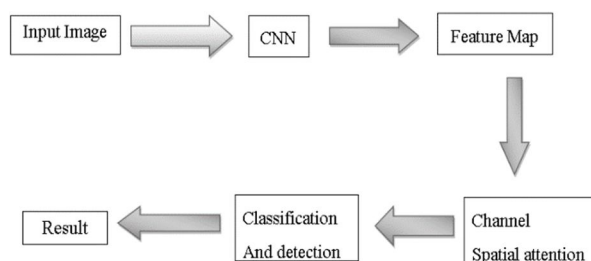 Input Image
CNN
Feature Map
Channel
Spatial attention
Classification
And detection
Result